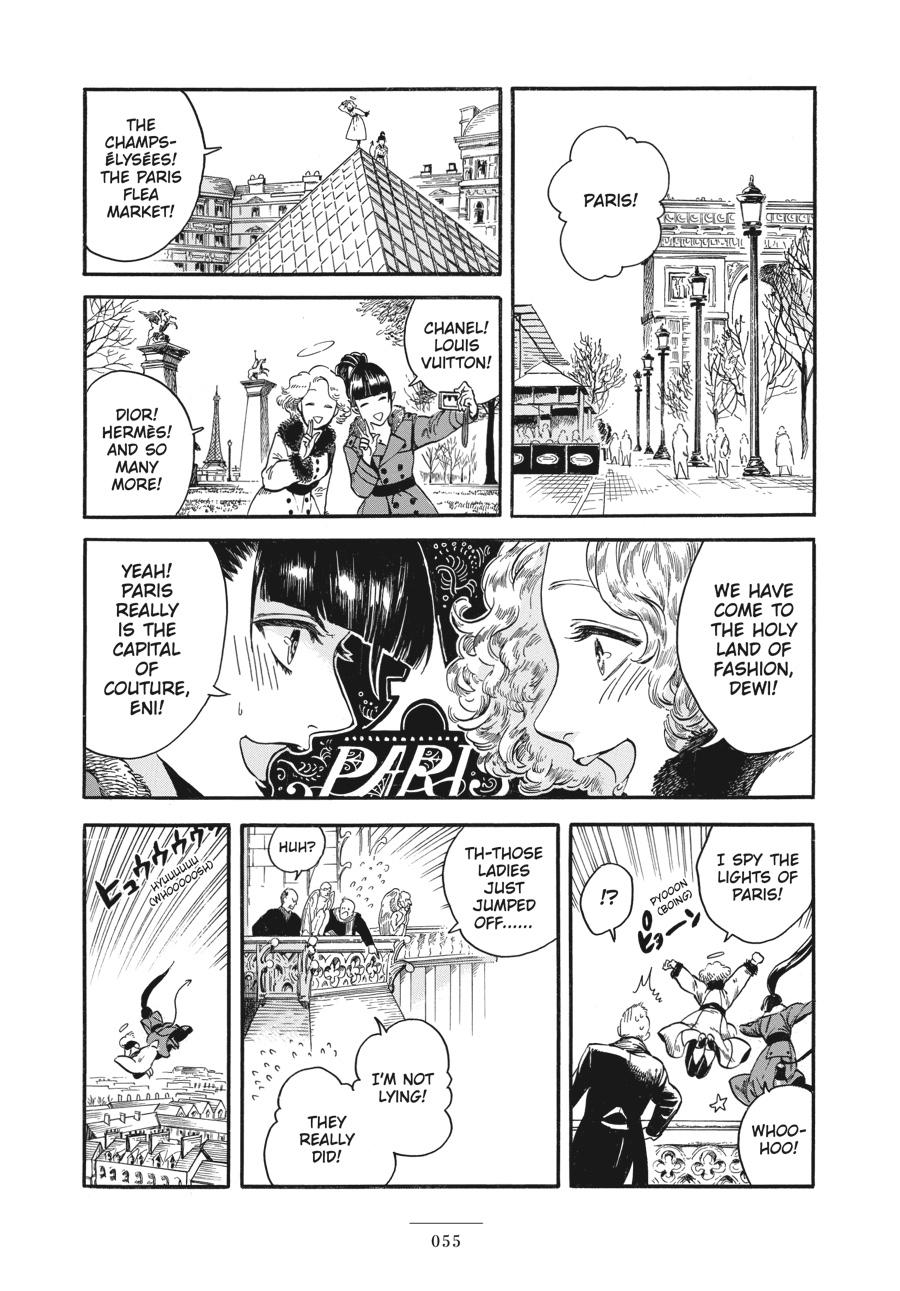 PARIS!
THE
CHAMPS-
ÉLYSÉES!
THE PARIS
FLEA
MARKET!
CHANEL!
LOUIS
VUITTON!
DIOR!
HERMÈS!
AND SO
MANY
MORE!
WE HAVE
COME TO
THE HOLY
LAND OF
FASHION,
DEWI!
YEAH!
PARIS
REALLY
IS THE
CAPITAL
OF
COUTURE,
ENI!
PARI
I SPY THE
LIGHTS OF
PARIS!
PYOOON
(BOING)
ピョーン
!?
WHOO-
HOO!
TH-THOSE
LADIES
JUST
JUMPED
OFF......
HUH?
I'M NOT
LYING!
THEY
REALLY
DID!
ヒュウウウウ
HYUUUUUU
(WHOOOOOSH)
055